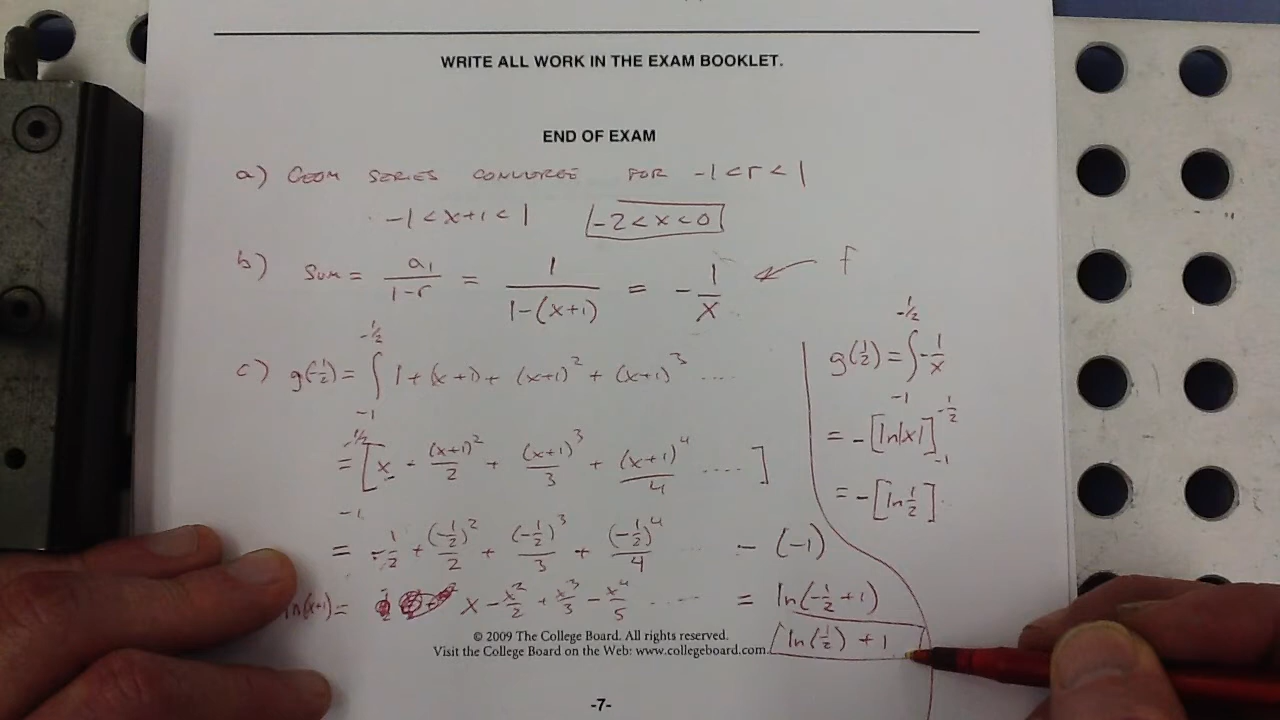 WRITE ALL WORK IN THE EXAM BOOKLET.
END OF EXAM
a) GEOM SERIES CONVERGE FOR -1 < r < 1
-1 < x+1 < 1 -2 < x < 0
b) SUM = a₁/(1-r) = 1/(1-(x+1)) = -1/x ← f
c) g(-1/2) = ∫_{-1}^{-1/2} 1 + (x+1) + (x+1)² + (x+1)³ ....
= [x + (x+1)²/2 + (x+1)³/3 + (x+1)⁴/4 .....]_{-1}^{-1/2}
= -1/2 + (-1/2)²/2 + (-1/2)³/3 + (-1/2)⁴/4 ... - (-1)
ln(x+1) = x - x²/2 + x³/3 - x⁴/5 ..... = ln(-1/2 + 1)
ln(1/2) + 1
g(1/2) = ∫_{-1}^{-1/2} -1/x
= -[ln|x|]_{-1}^{-1/2}
= -[ln 1/2]
© 2009 The College Board. All rights reserved.
Visit the College Board on the Web: www.collegeboard.com.
-7-